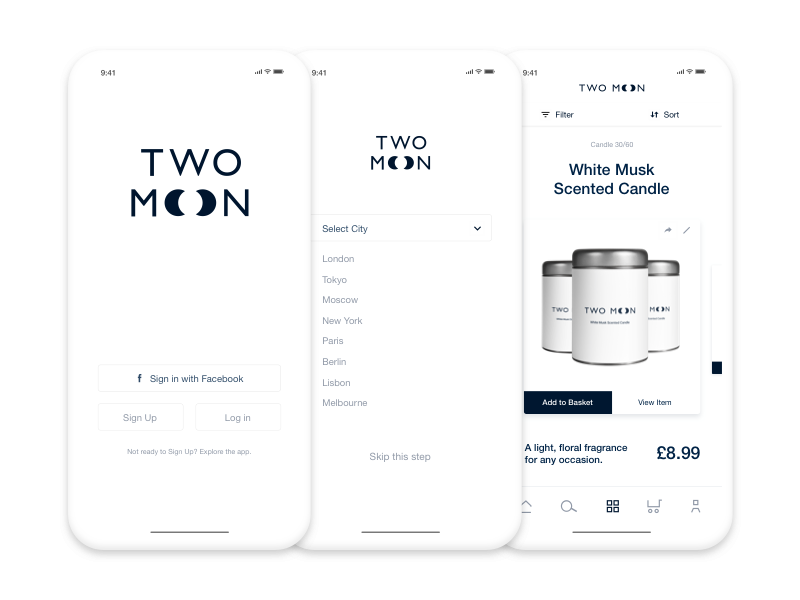 9:41
TWO
MOON
f Sign in with Facebook
Sign Up
Log in
Not ready to Sign Up? Explore the app.
9:41
TWO
MOON
Select City
London
Tokyo
Moscow
New York
Paris
Berlin
Lisbon
Melbourne
Skip this step
9:41
TWO MOON
Filter
Sort
Candle 30/60
White Musk
Scented Candle
TWO MOON
White Musk Scented Candle
Add to Basket
View Item
A light, floral fragrance
for any occasion.
£8.99